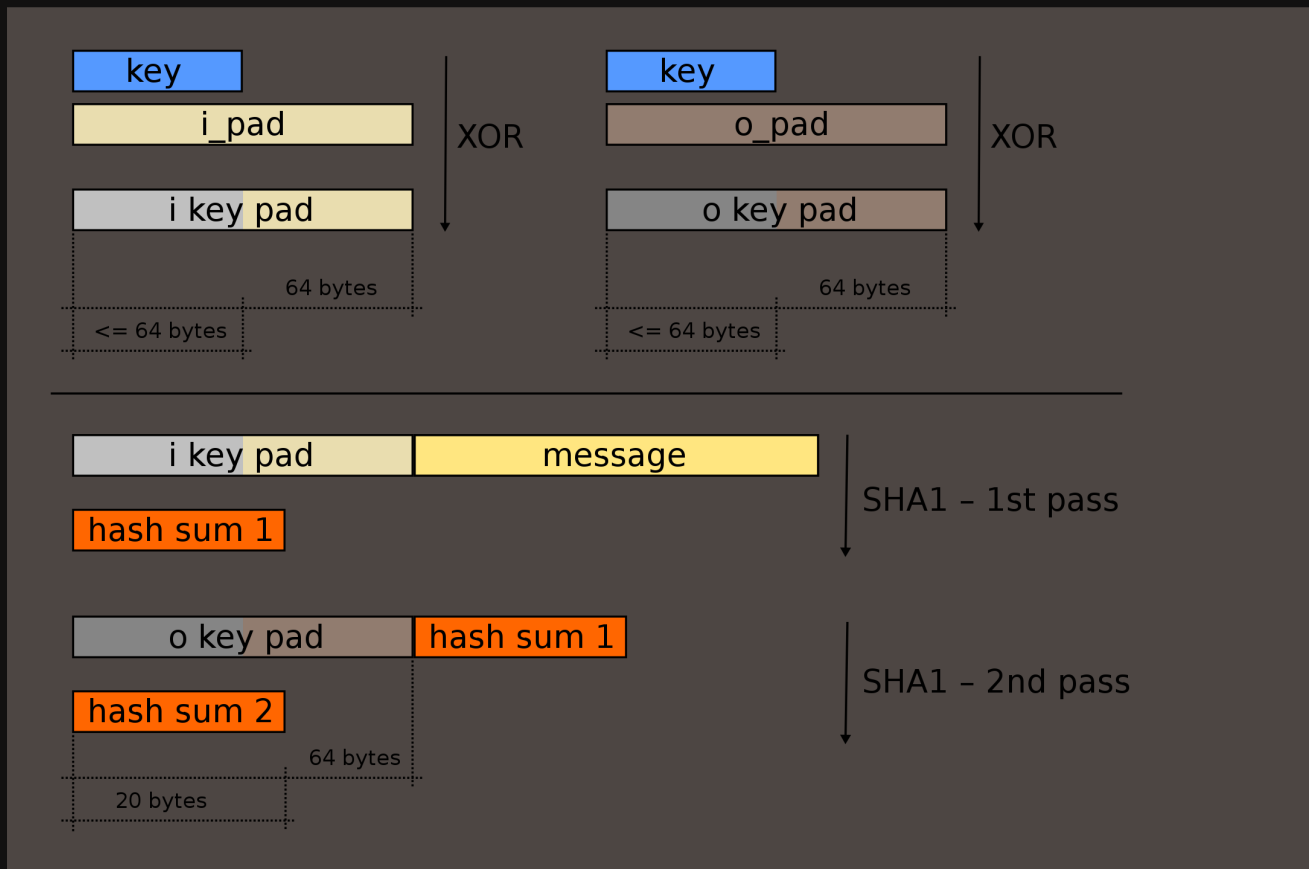 key
i_pad
XOR
i key pad
64 bytes
<= 64 bytes
key
o_pad
XOR
o key pad
64 bytes
<= 64 bytes
i key pad
message
SHA1 – 1st pass
hash sum 1
o key pad
hash sum 1
SHA1 – 2nd pass
hash sum 2
64 bytes
20 bytes